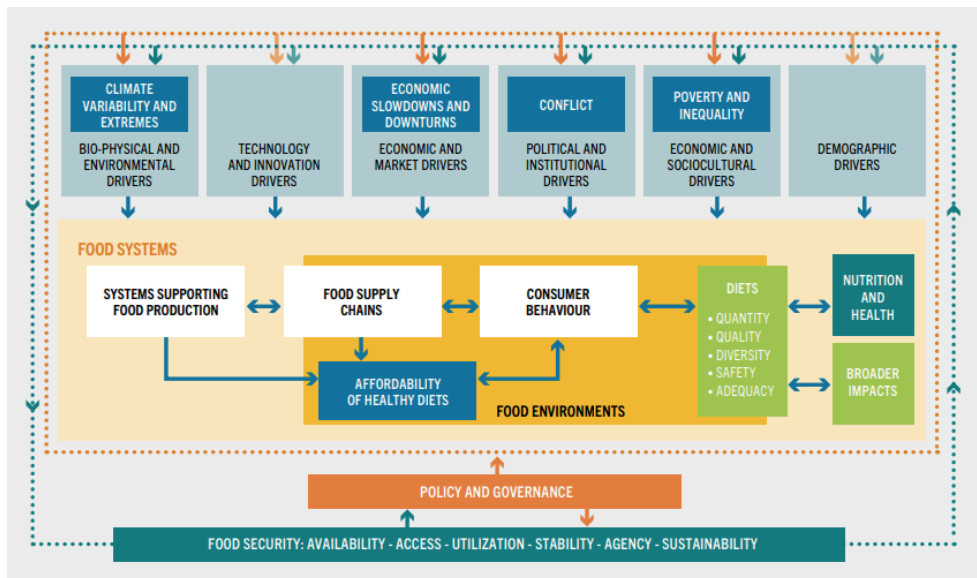 CLIMATE
VARIABILITY AND
EXTREMES
BIO-PHYSICAL AND
ENVIRONMENTAL
DRIVERS
TECHNOLOGY
AND INNOVATION
DRIVERS
ECONOMIC
SLOWDOWNS AND
DOWNTURNS
ECONOMIC AND
MARKET DRIVERS
CONFLICT
POLITICAL AND
INSTITUTIONAL
DRIVERS
POVERTY AND
INEQUALITY
ECONOMIC AND
SOCIOCULTURAL
DRIVERS
DEMOGRAPHIC
DRIVERS
FOOD SYSTEMS
SYSTEMS SUPPORTING
FOOD PRODUCTION
FOOD SUPPLY
CHAINS
CONSUMER
BEHAVIOUR
DIETS
• QUANTITY
• QUALITY
• DIVERSITY
• SAFETY
• ADEQUACY
NUTRITION
AND
HEALTH
BROADER
IMPACTS
AFFORDABILITY
OF HEALTHY DIETS
FOOD ENVIRONMENTS
POLICY AND GOVERNANCE
FOOD SECURITY: AVAILABILITY - ACCESS - UTILIZATION - STABILITY - AGENCY - SUSTAINABILITY